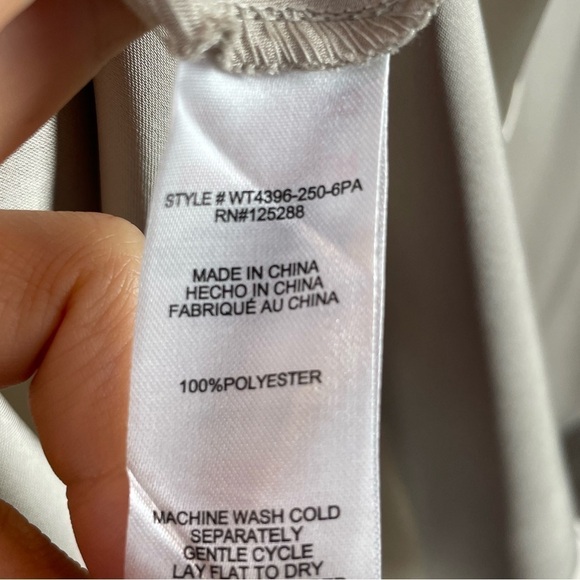 STYLE # WT4396-250-6PA
RN#125288
MADE IN CHINA
HECHO IN CHINA
FABRIQUÉ AU CHINA
100%POLYESTER
MACHINE WASH COLD
SEPARATELY
GENTLE CYCLE
LAY FLAT TO DRY